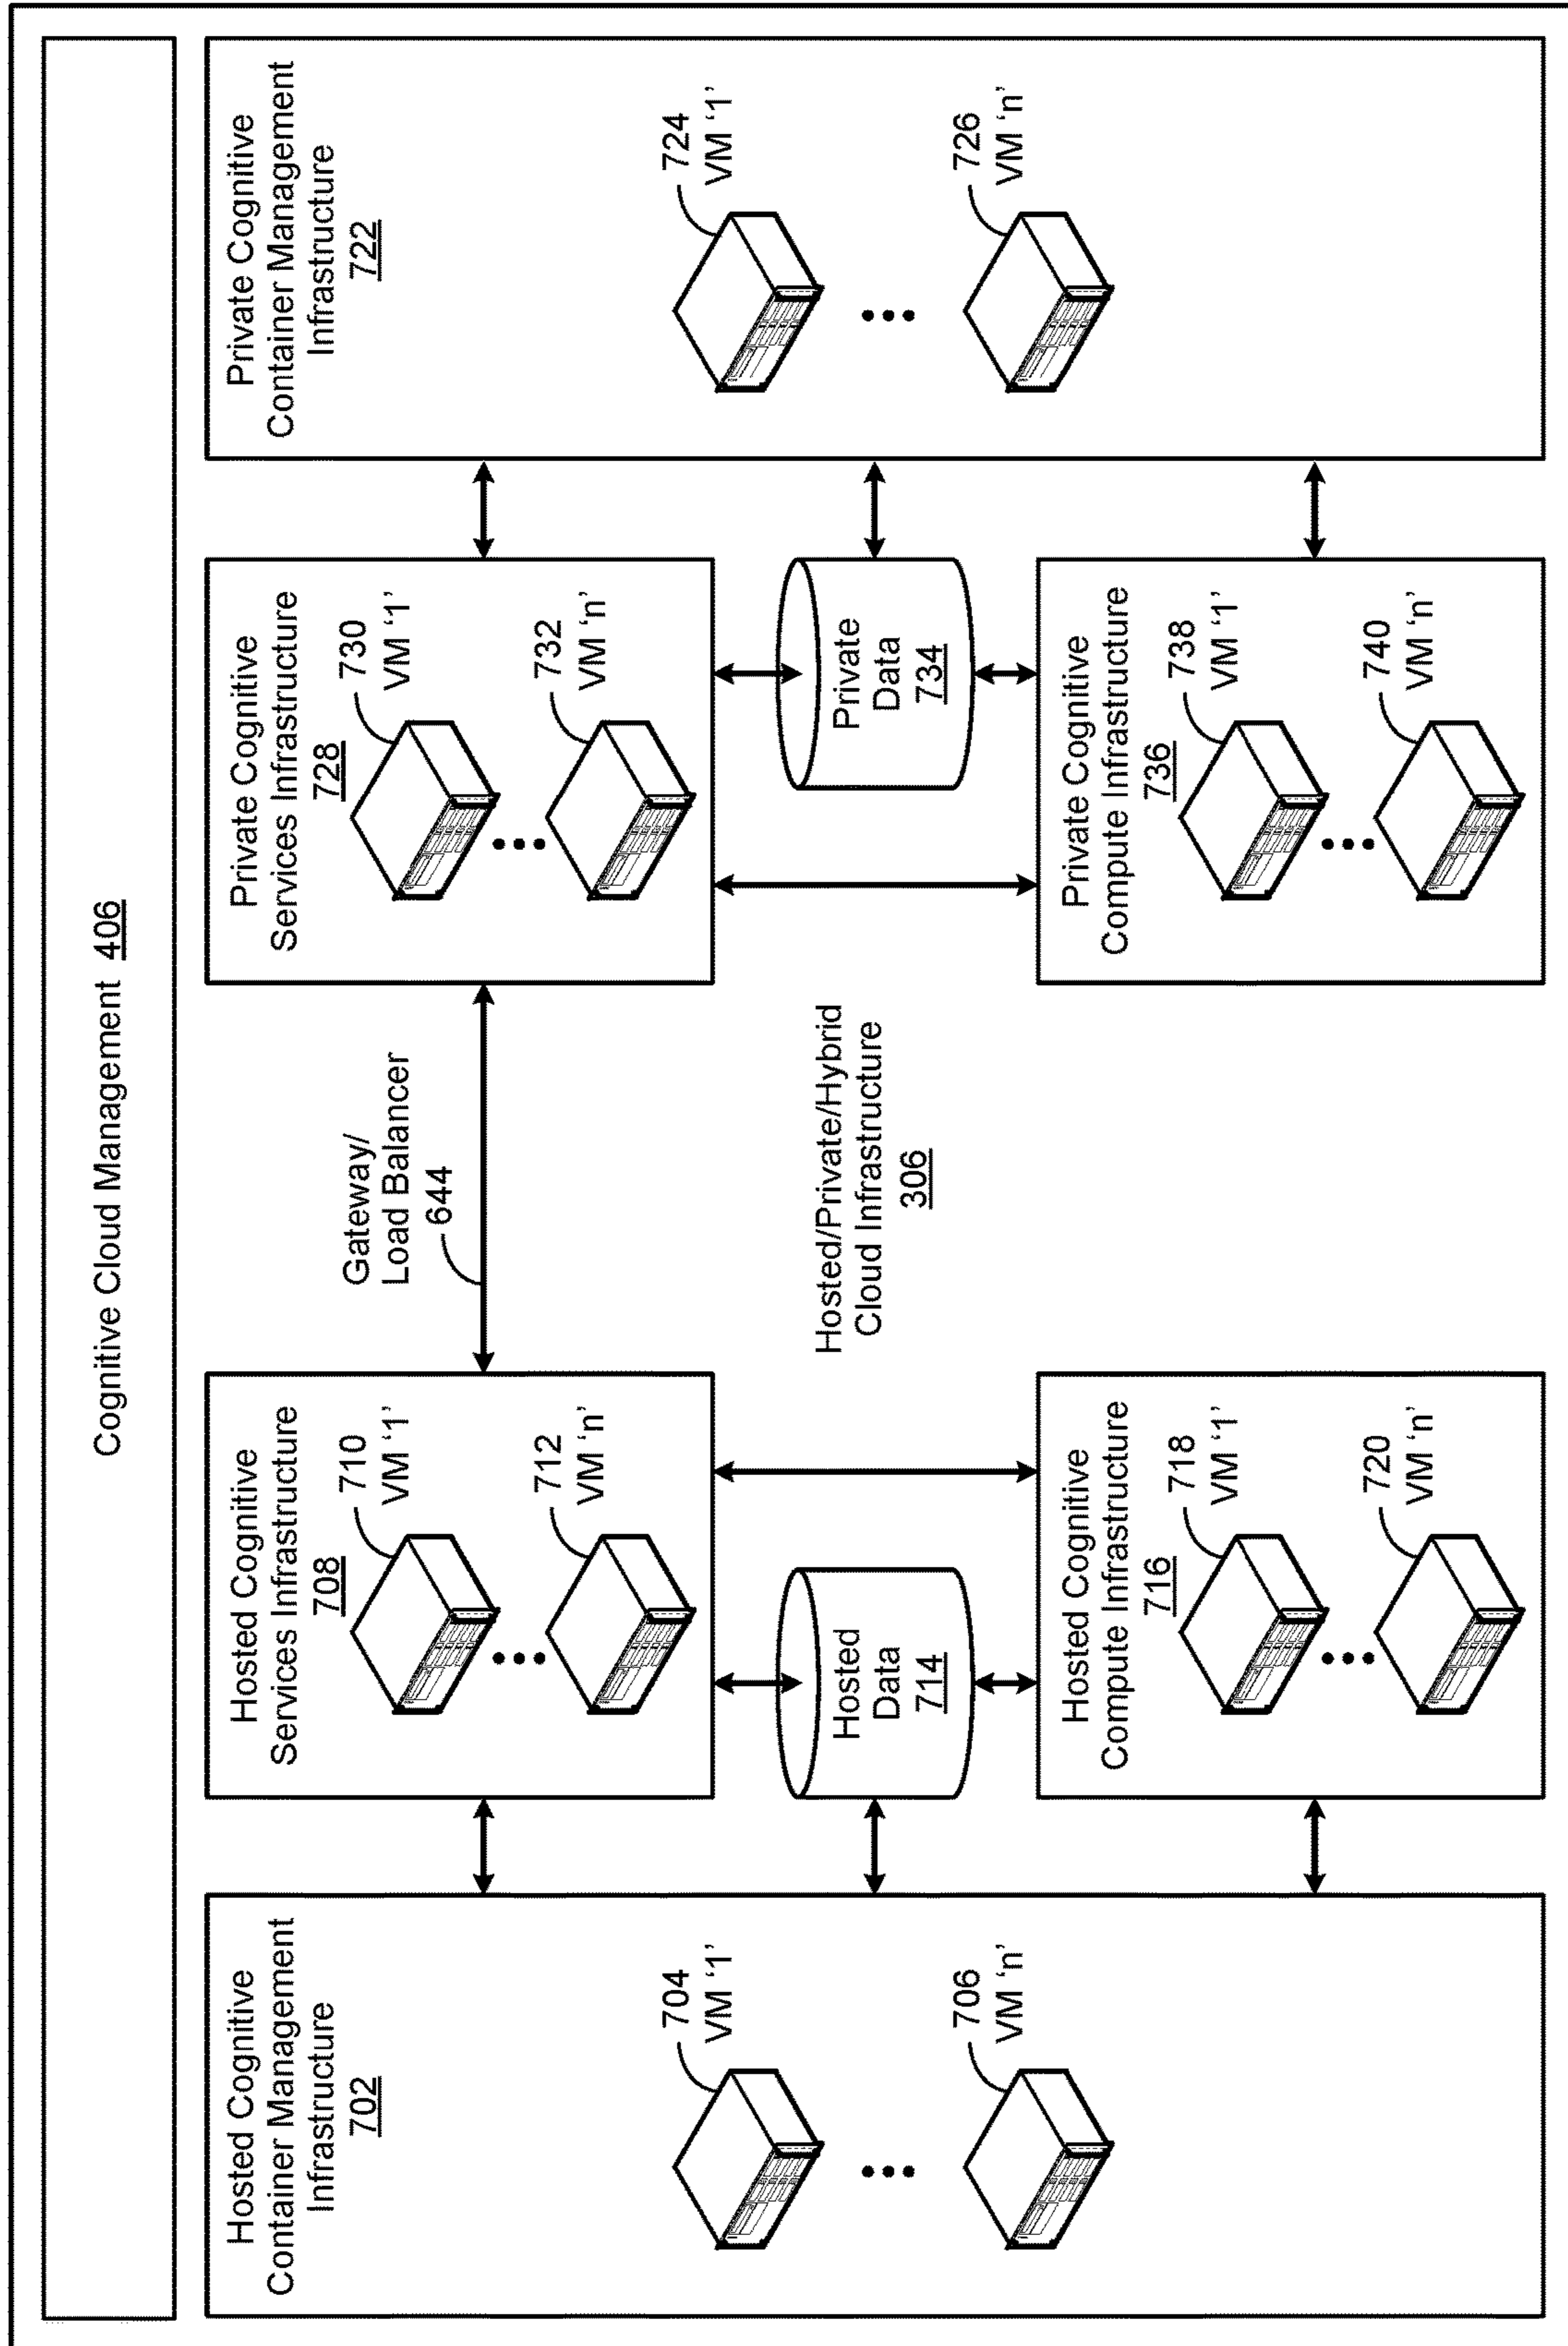 Cognitive Cloud Management 406
Hosted Cognitive
Container Management
Infrastructure
702
704
VM ‘1’
706
VM ‘n’
Hosted Cognitive
Services Infrastructure
708
710
VM ‘1’
712
VM ‘n’
Hosted
Data
714
Hosted Cognitive
Compute Infrastructure
716
718
VM ‘1’
720
VM ‘n’
Gateway/
Load Balancer
644
Hosted/Private/Hybrid
Cloud Infrastructure
306
Private Cognitive
Services Infrastructure
728
730
VM ‘1’
732
VM ‘n’
Private
Data
734
Private Cognitive
Compute Infrastructure
736
738
VM ‘1’
740
VM ‘n’
Private Cognitive
Container Management
Infrastructure
722
724
VM ‘1’
726
VM ‘n’